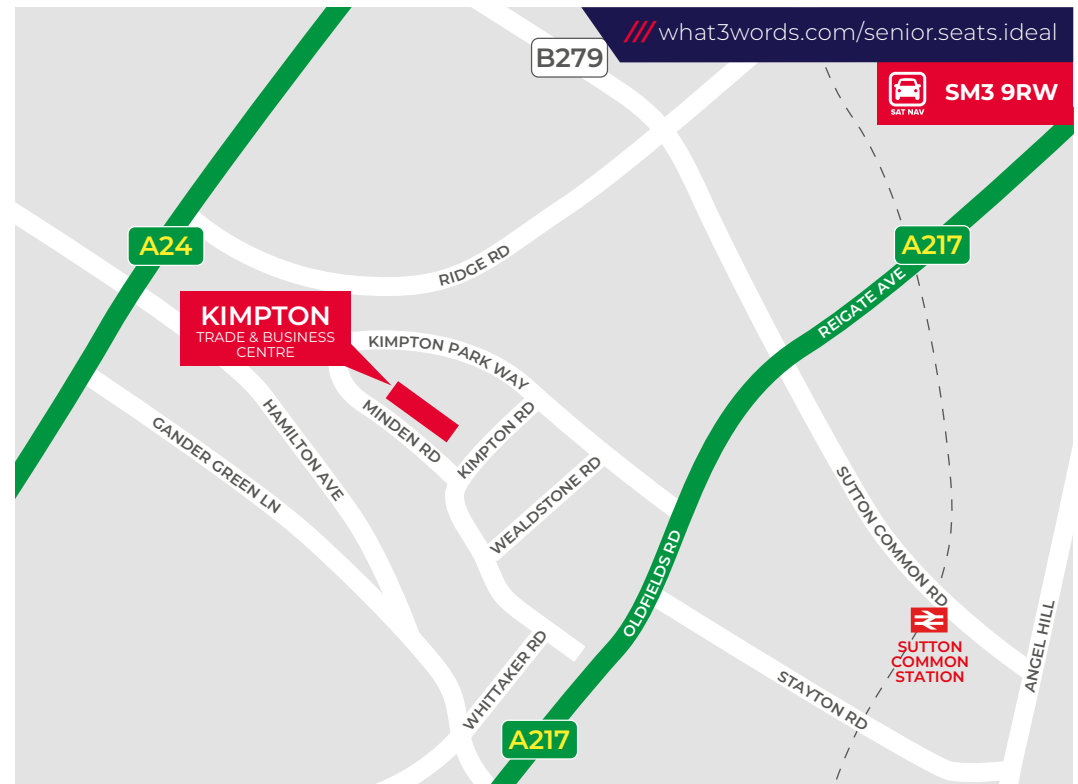 /// what3words.com/senior.seats.ideal
B279
SAT NAV
SM3 9RW
A24
A217
RIDGE RD
REIGATE AVE
KIMPTON
TRADE & BUSINESS
CENTRE
KIMPTON PARK WAY
MINDEN RD
KIMPTON RD
HAMILTON AVE
GANDER GREEN LN
WEALDSTONE RD
SUTTON COMMON RD
OLDFIELDS RD
SUTTON
COMMON
STATION
ANGEL HILL
WHITTAKER RD
STAYTON RD
A217